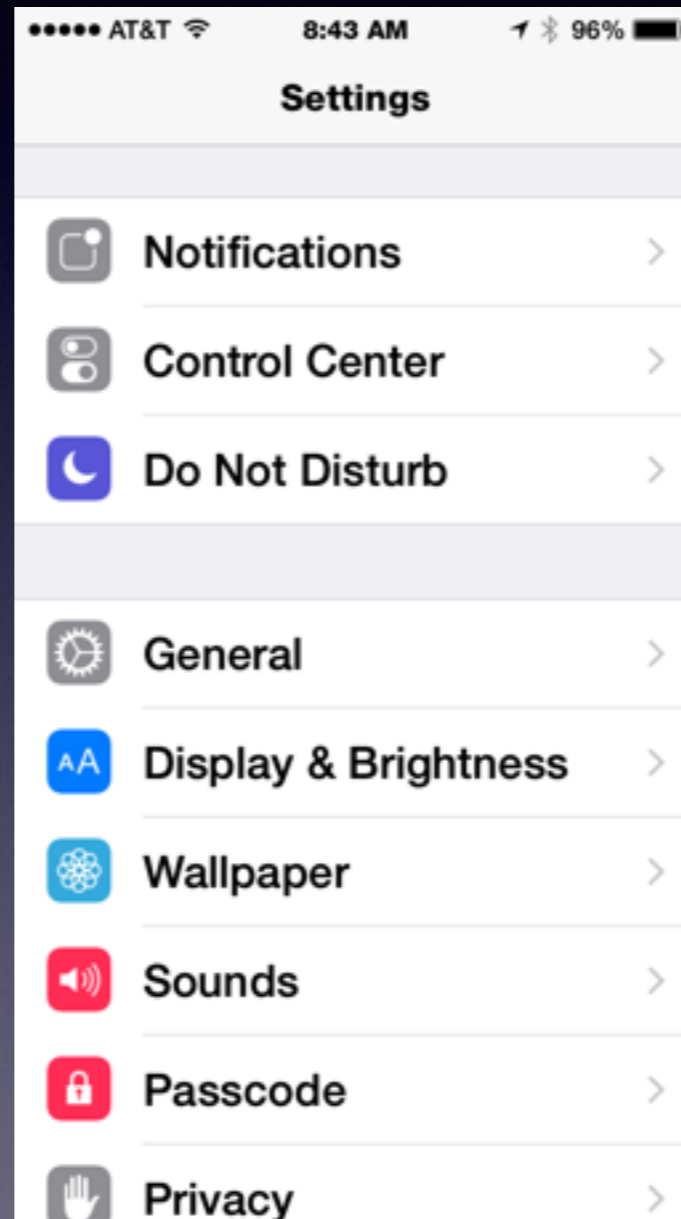 AT&T 8:43 AM 96%
Settings
Notifications
Control Center
Do Not Disturb
General
AA Display & Brightness
Wallpaper
Sounds
Passcode
Privacy